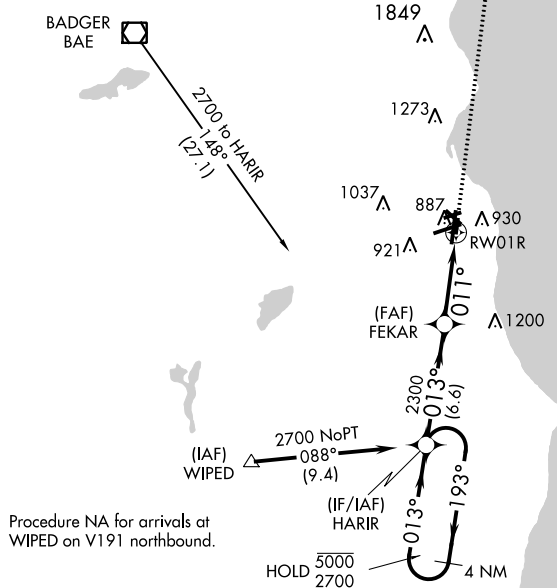 1849
BADGER
BAE
2700 to HARIR
148°
(27.1)
1273
1037
887
930
921
RW01R
011°
(FAF)
FEKAR
1200
2300
013°
(6.6)
2700 NoPT
088°
(9.4)
(IAF)
WIPED
(IF/IAF)
HARIR
013°
193°
Procedure NA for arrivals at
WIPED on V191 northbound.
HOLD 5000
2700
4 NM